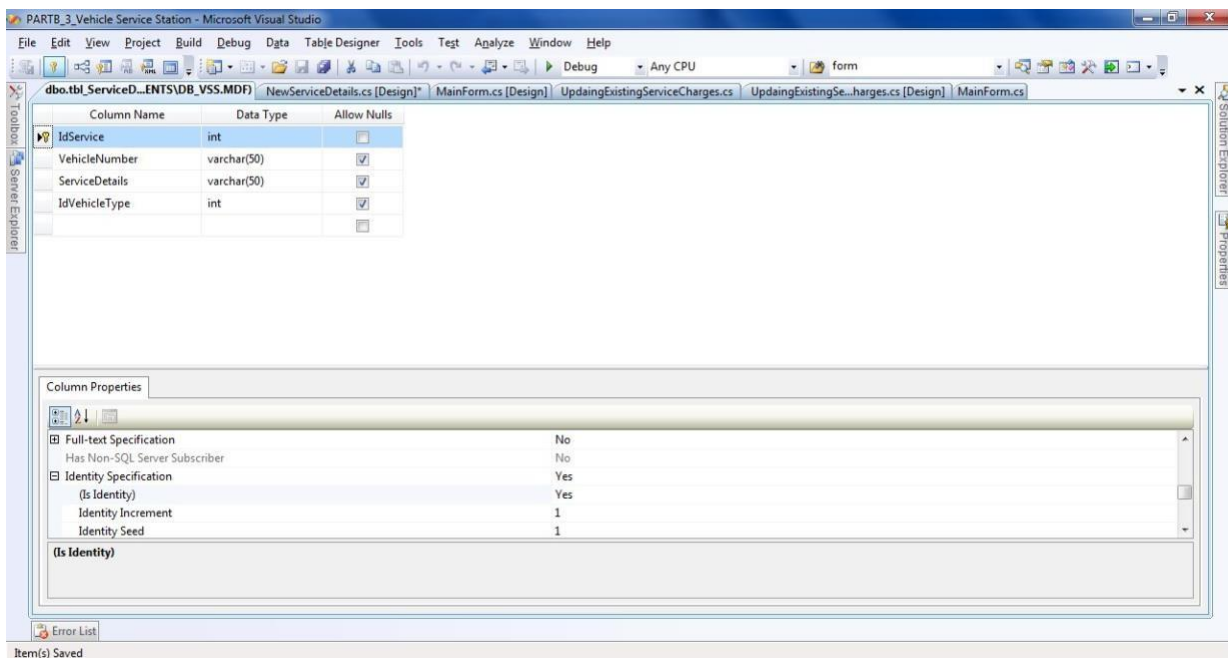 PARTB_3_Vehicle Service Station - Microsoft Visual Studio
File Edit View Project Build Debug Data Table Designer Tools Test Analyze Window Help
Debug Any CPU form
dbo.tbl_ServiceD...ENTS\DB_VSS.MDF) NewServiceDetails.cs [Design]* MainForm.cs [Design] UpdaingExistingServiceCharges.cs UpdaingExistingSe...harges.cs [Design] MainForm.cs
Toolbox
Server Explorer
Solution Explorer
Properties
Column Name Data Type Allow Nulls
IdService int
VehicleNumber varchar(50)
ServiceDetails varchar(50)
IdVehicleType int
Column Properties
Full-text Specification No
Has Non-SQL Server Subscriber No
Identity Specification Yes
(Is Identity) Yes
Identity Increment 1
Identity Seed 1
(Is Identity)
Error List
Item(s) Saved